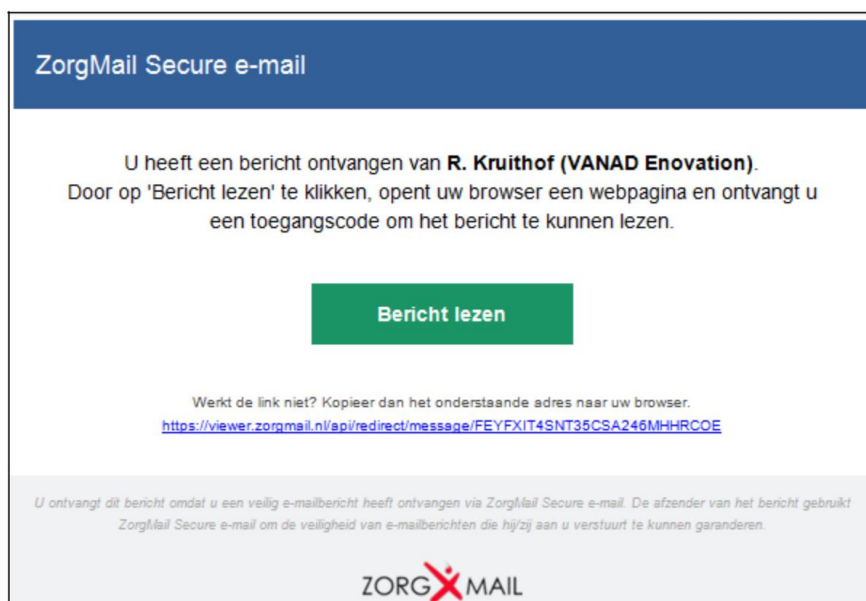 ZorgMail Secure e-mail
U heeft een bericht ontvangen van R. Kruithof (VANAD Enovation).
Door op 'Bericht lezen' te klikken, opent uw browser een webpagina en ontvangt u
een toegangscode om het bericht te kunnen lezen.
Bericht lezen
Werkt de link niet? Kopieer dan het onderstaande adres naar uw browser.
https://viewer.zorgmail.nl/api/redirect/message/FEYFXIT4SNT35CSA246MHHRCOE
U ontvangt dit bericht omdat u een veilig e-mailbericht heeft ontvangen via ZorgMail Secure e-mail. De afzender van het bericht gebruikt
ZorgMail Secure e-mail om de veiligheid van e-mailberichten die hij/zij aan u verstuurt te kunnen garanderen.
ZORG MAIL